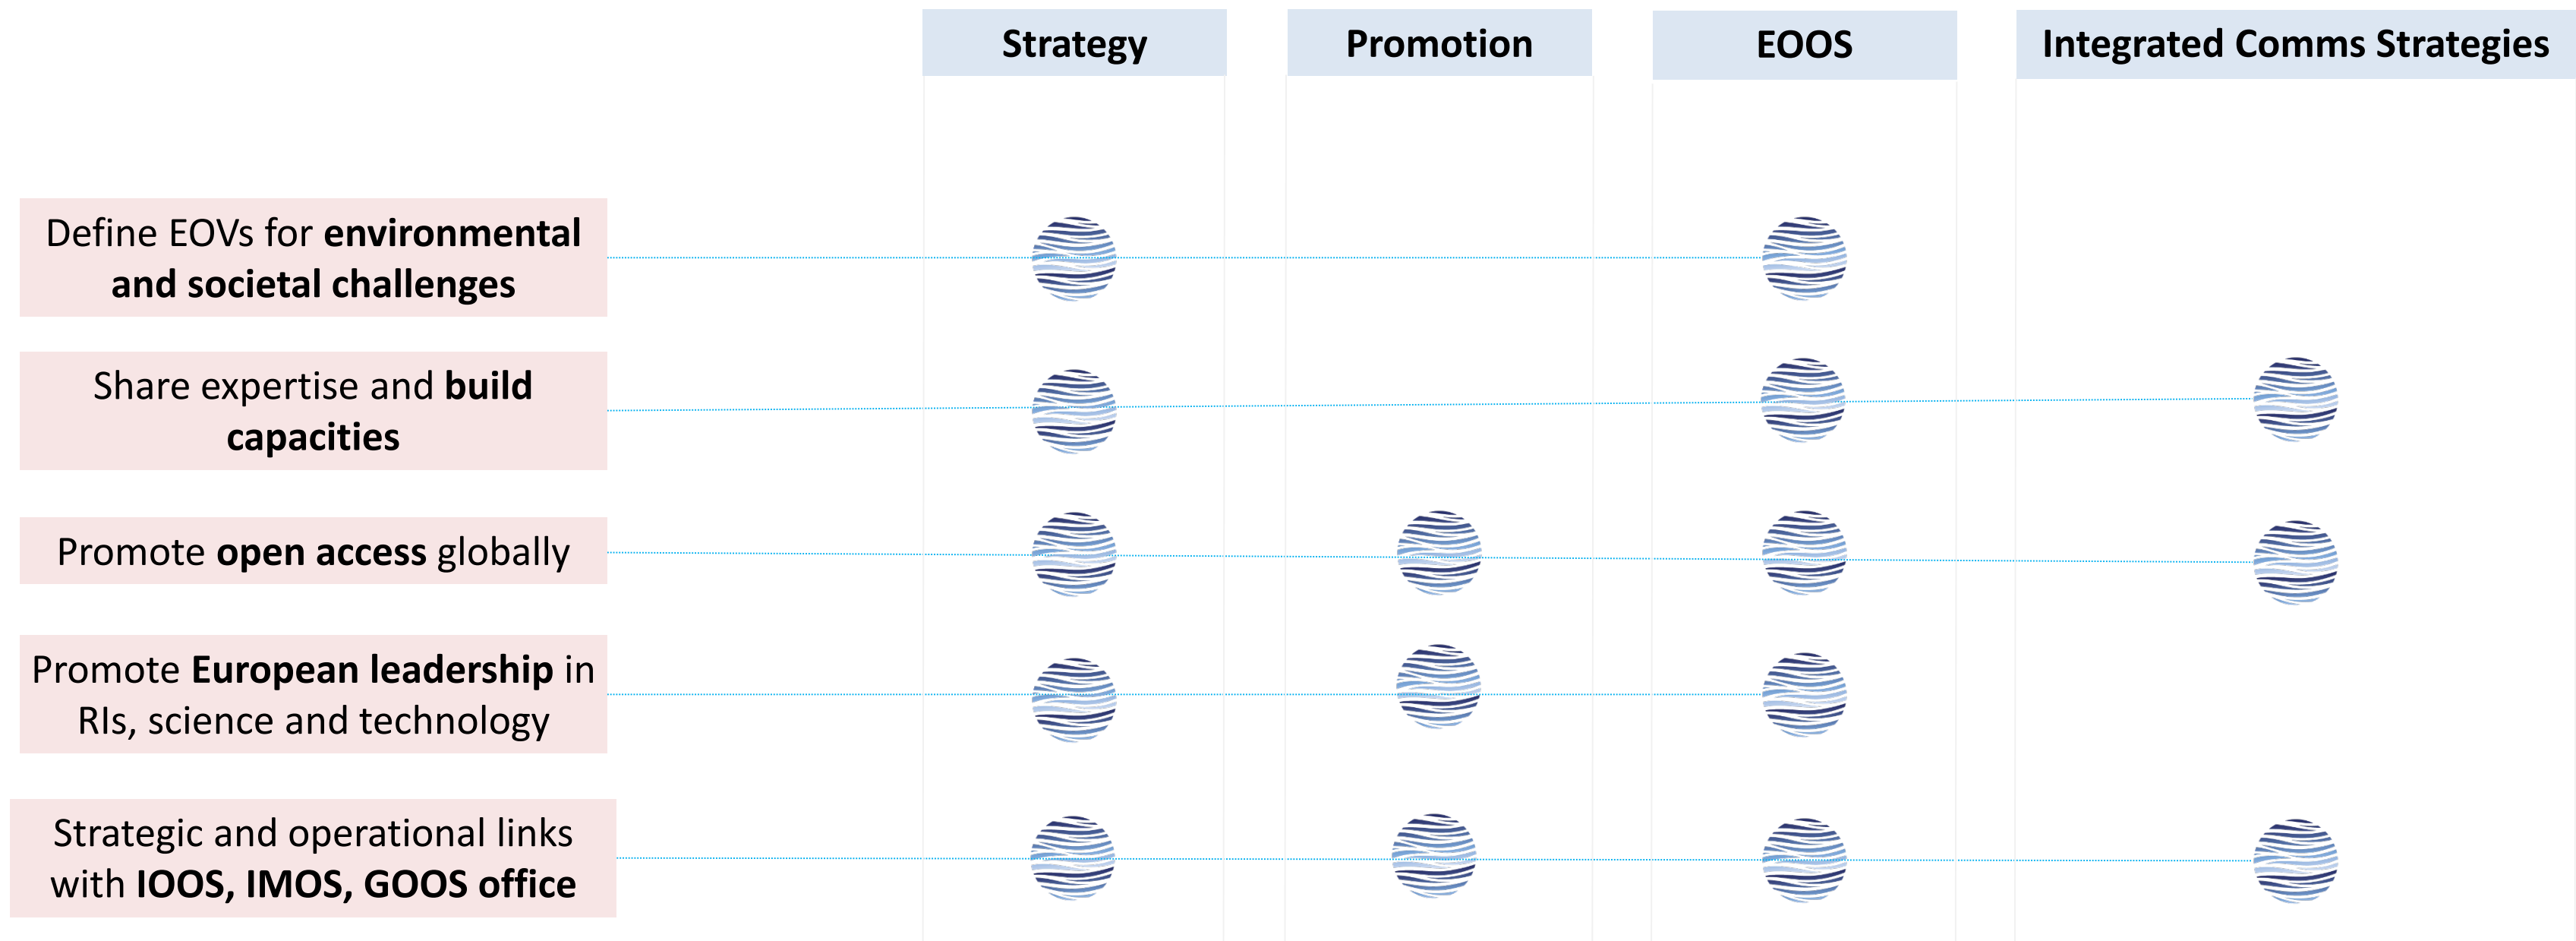 Strategy
Promotion
EOOS
Integrated Comms Strategies
Define EOVs for environmental
and societal challenges
Share expertise and build
capacities
Promote open access globally
Promote European leadership in
RIs, science and technology
Strategic and operational links
with IOOS, IMOS, GOOS office